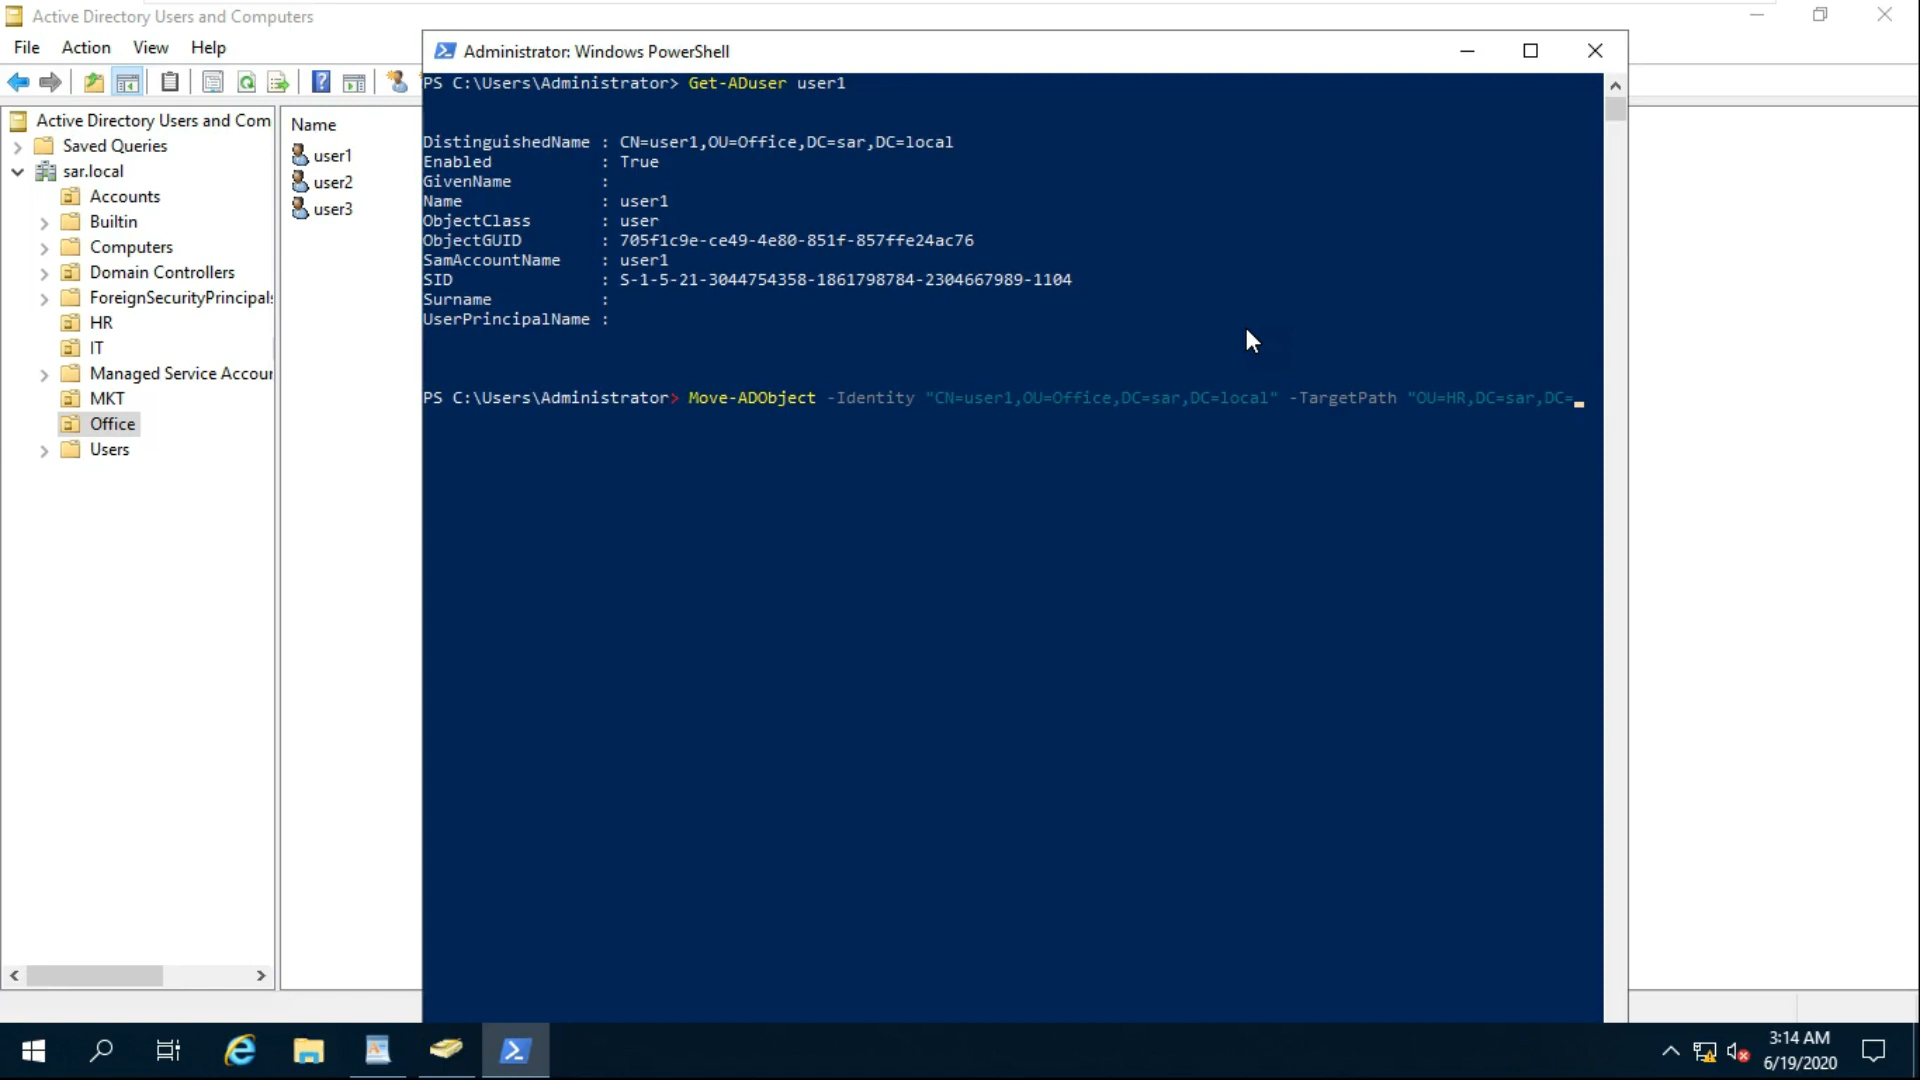 Active Directory Users and Computers
File Action View Help
Active Directory Users and Com
Saved Queries
sar.local
Accounts
Builtin
Computers
Domain Controllers
ForeignSecurityPrincipals
HR
IT
Managed Service Accour
MKT
Office
Users
Name
user1
user2
user3
Administrator: Windows PowerShell
PS C:\Users\Administrator> Get-ADuser user1
DistinguishedName : CN=user1,OU=Office,DC=sar,DC=local
Enabled : True
GivenName :
Name : user1
ObjectClass : user
ObjectGUID : 705f1c9e-ce49-4e80-851f-857ffe24ac76
SamAccountName : user1
SID : S-1-5-21-3044754358-1861798784-2304667989-1104
Surname :
UserPrincipalName :
PS C:\Users\Administrator> Move-ADObject -Identity "CN=user1,OU=Office,DC=sar,DC=local" -TargetPath "OU=HR,DC=sar,DC=_
3:14 AM
6/19/2020